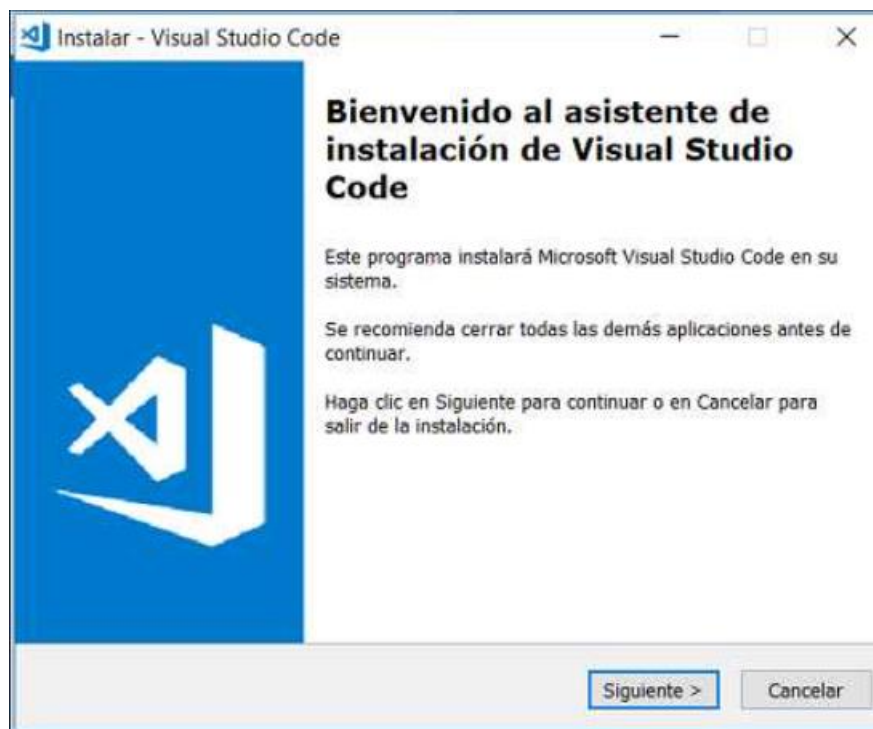 Instalar - Visual Studio Code
Bienvenido al asistente de
instalación de Visual Studio
Code
Este programa instalará Microsoft Visual Studio Code en su
sistema.
Se recomienda cerrar todas las demás aplicaciones antes de
continuar.
Haga clic en Siguiente para continuar o en Cancelar para
salir de la instalación.
Siguiente > Cancelar